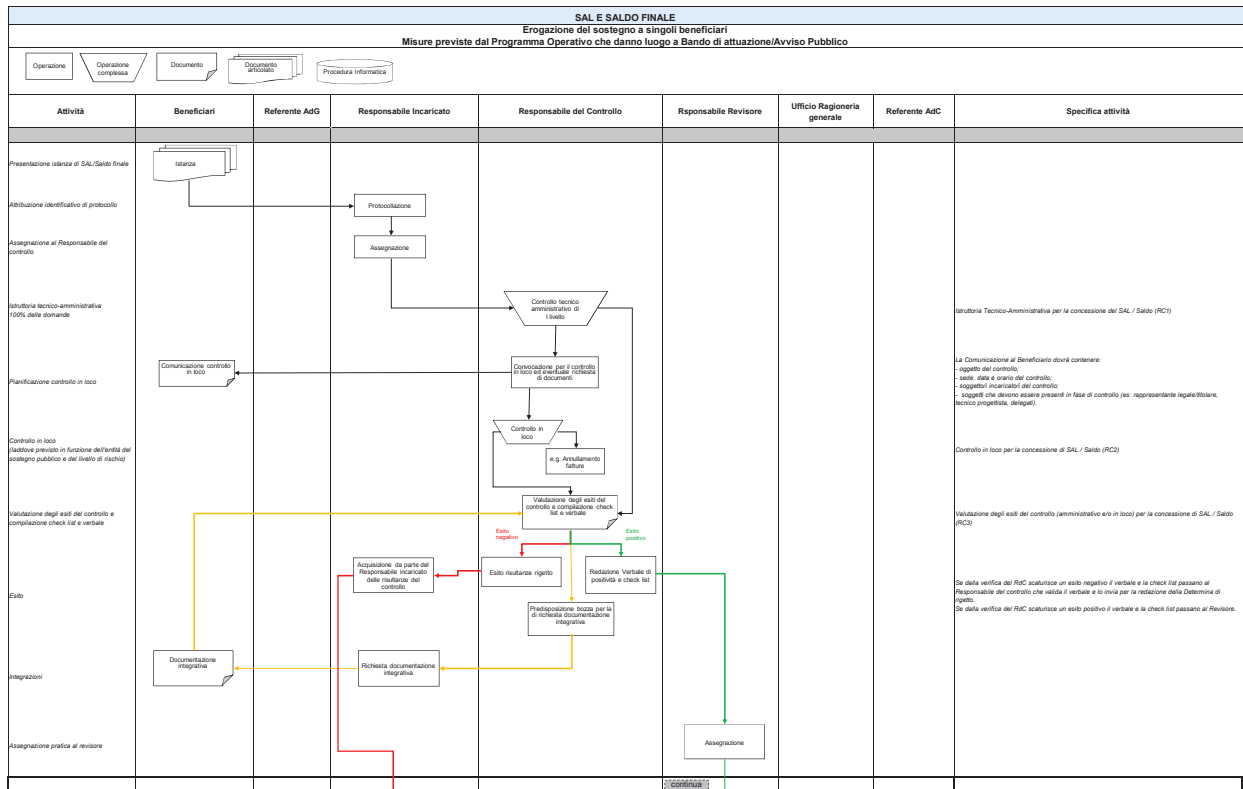 SAL E SALDO FINALE
Erogazione del sostegno a singoli beneficiari
Misure previste dal Programma Operativo che danno luogo a Bando di attuazione/Avviso Pubblico
Operazione
Operazione
complessa
Documento
Documento
articolato
Procedura Informatica
Attività
Beneficiari
Referente AdG
Responsabile Incaricato
Responsabile del Controllo
Rsponsabile Revisore
Ufficio Ragioneria
generale
Referente AdC
Specifica attività
Presentazione istanza di SAL/Saldo finale
Istanza
Attribuzione identificativo di protocollo
Protocollazione
Assegnazione al Responsabile del
controllo
Assegnazione
Istruttoria tecnico-amministrativa
100% delle domande
Controllo tecnico
amministrativo di
I livello
Istruttoria Tecnico-Amministrativa per la concessione del SAL / Saldo (RC1)
Pianificazione controllo in loco
Comunicazione controllo
in loco
Convocazione per il controllo
in loco ed eventuale richiesta
di documenti
La Comunicazione al Beneficiario dovrà contenere:
- oggetto del controllo;
- sede, data e orario del controllo;
- soggetto/i incaricato/i del controllo;
- soggetti che devono essere presenti in fase di controllo (es: rappresentante legale/titolare,
tecnico progettista, delegati).
Controllo in loco
(laddove previsto in funzione dell'entità del
sostegno pubblico e del livello di rischio)
Controllo in
loco
e.g. Annullamento
fatture
Controllo in loco per la concessione di SAL / Saldo (RC2)
Valutazione degli esiti del controllo e
compilazione check list e verbale
Valutazione degli esiti del
controllo e compilazione check
list e verbale
Valutazione degli esiti del controllo (amministrativo e/o in loco) per la concessione di SAL / Saldo
(RC3)
Esito
negativo
Esito
positivo
Esito
Acquisizione da parte del
Responsabile incaricato
delle risultanze del
controllo
Esito risultanze rigetto
Redazione Verbale di
positività e check list
Se dalla verifica del RdC scaturisce un esito negativo il verbale e la check list passano al
Responsabile del controllo che valida il verbale e lo invia per la redazione della Determina di
rigetto.
Se dalla verifica del RdC scaturisce un esito positivo il verbale e la check list passano al Revisore.
Predisposizione bozza per la
di richiesta documentazione
integrativa
Integrazioni
Documentazione
integrativa
Richiesta documentazione
integrativa
Assegnazione pratica al revisore
Assegnazione
continua